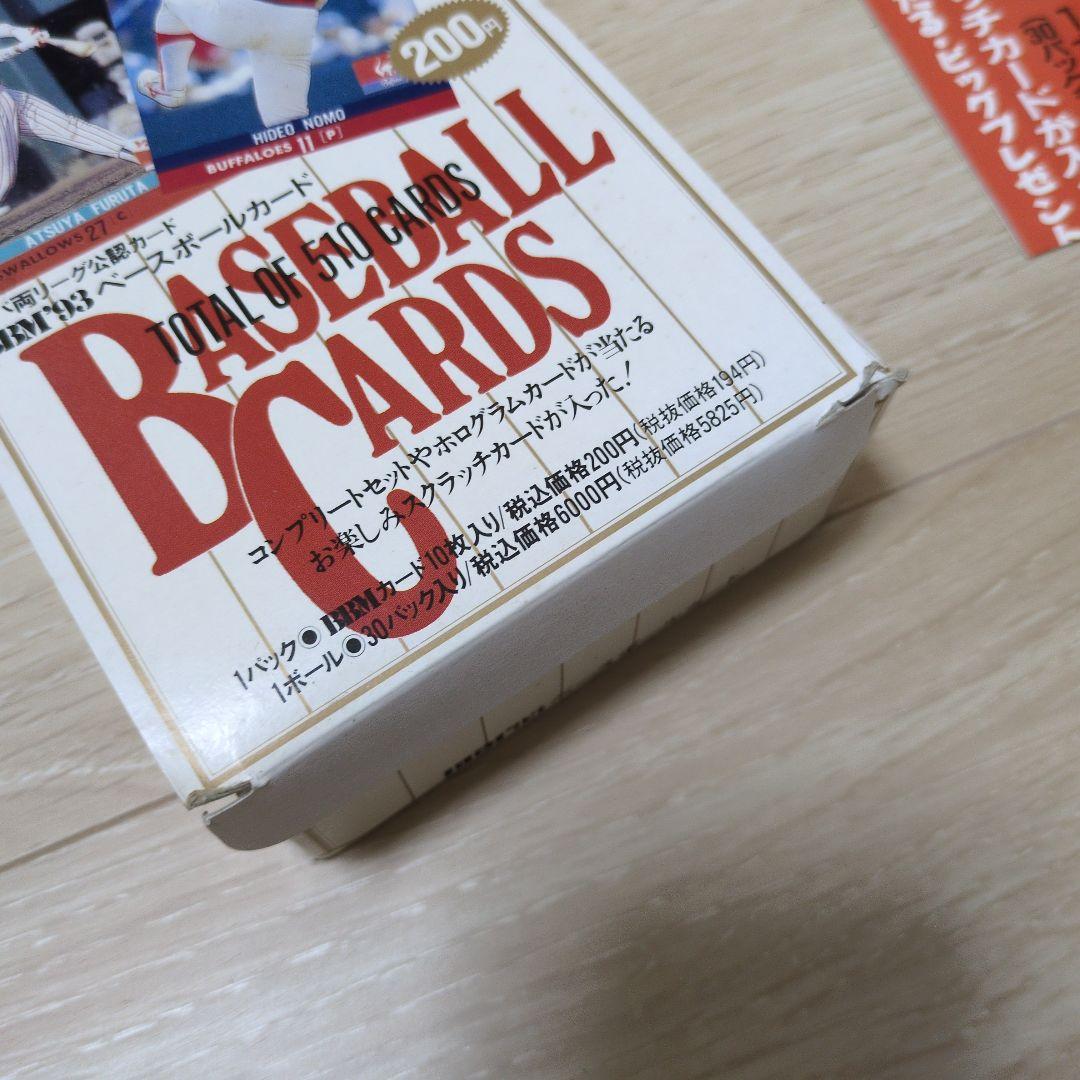 200円
HIDEO NOMO
BUFFALOES 11 [P]
ATSUYA FURUTA
SWALLOWS 27 [C]
両リーグ公認カード
BBM'93 ベースボールカード
BASEBALL
TOTAL OF 510 CARDS
CARDS
コンプリートセットやホログラムカードが当たる
お楽しみスクラッチカードが入った!
1パック●BBMカード10枚入り/税込価格200円(税抜価格194円)
1ボール●30パック入り/税込価格6000円(税抜価格5825円)
ッチカードが入
たる・ビッグプレゼント
(30パック